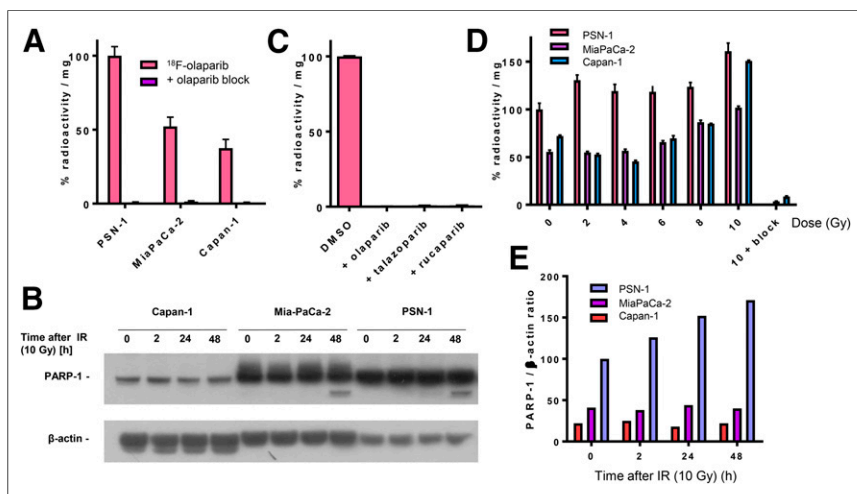 A
% radioactivity / mg
100
50
0
¹⁸F-olaparib
+ olaparib block
PSN-1
MiaPaCa-2
Capan-1
C
% radioactivity / mg
100
50
0
DMSO
+ olaparib
+ talazoparib
+ rucaparib
D
% radioactivity / mg
150
100
50
0
PSN-1
MiaPaCa-2
Capan-1
0
2
4
6
8
10
10 + block
Dose (Gy)
B
Capan-1 Mia-PaCa-2 PSN-1
Time after IR
(10 Gy) [h]
0 2 24 48 0 2 24 48 0 2 24 48
PARP-1 -
β-actin -
E
PARP-1 / β-actin ratio
200
150
100
50
0
PSN-1
MiaPaCa-2
Capan-1
0 2 24 48
Time after IR (10 Gy) (h)